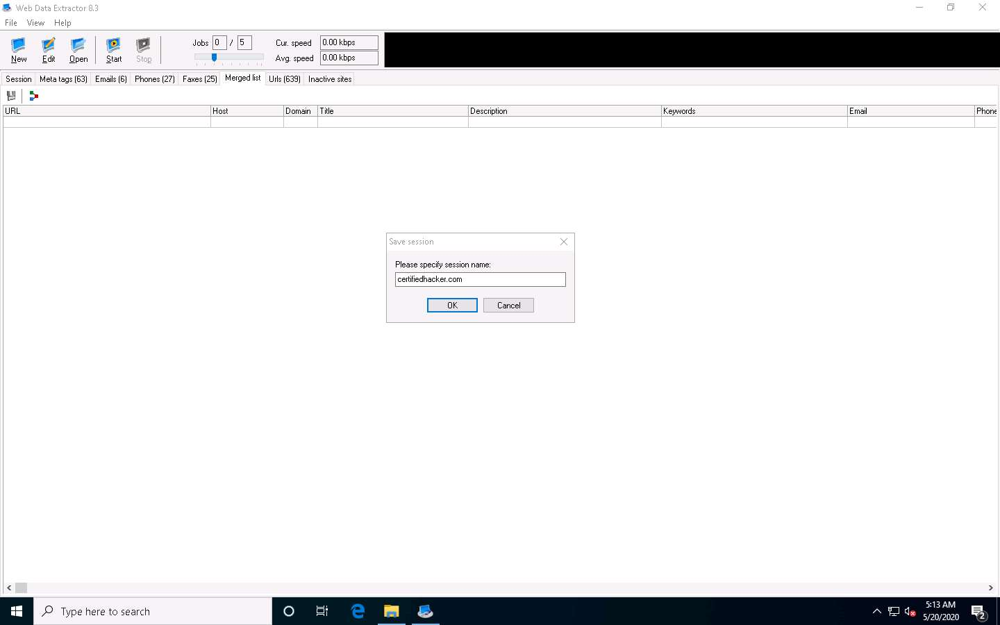 Web Data Extractor 8.3
File View Help
New Edit Open Start Stop
Jobs 0 / 5
Cur. speed 0.00 kbps
Avg. speed 0.00 kbps
Session Meta tags (63) Emails (6) Phones (27) Faxes (25) Merged list Urls (639) Inactive sites
URL Host Domain Title Description Keywords Email Phone
Save session
Please specify session name:
certifiedhacker.com
OK Cancel
Type here to search
5:13 AM
5/20/2020
2